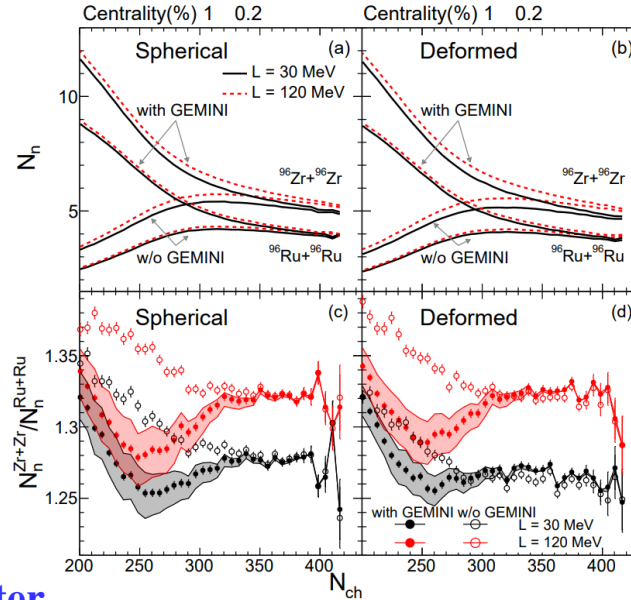 Centrality(%) 1 0.2 Centrality(%) 1 0.2
Spherical (a)
L = 30 MeV
L = 120 MeV
with GEMINI
⁹⁶Zr+⁹⁶Zr
w/o GEMINI
⁹⁶Ru+⁹⁶Ru
10
5
Nₙ
Deformed (b)
with GEMINI
⁹⁶Zr+⁹⁶Zr
w/o GEMINI
⁹⁶Ru+⁹⁶Ru
Spherical (c)
1.35
1.3
1.25
Nₙ^Zr+Zr/Nₙ^Ru+Ru
200 250 300 350 400
Deformed (d)
with GEMINI w/o GEMINI
L = 30 MeV
L = 120 MeV
250 300 350 400
N_ch